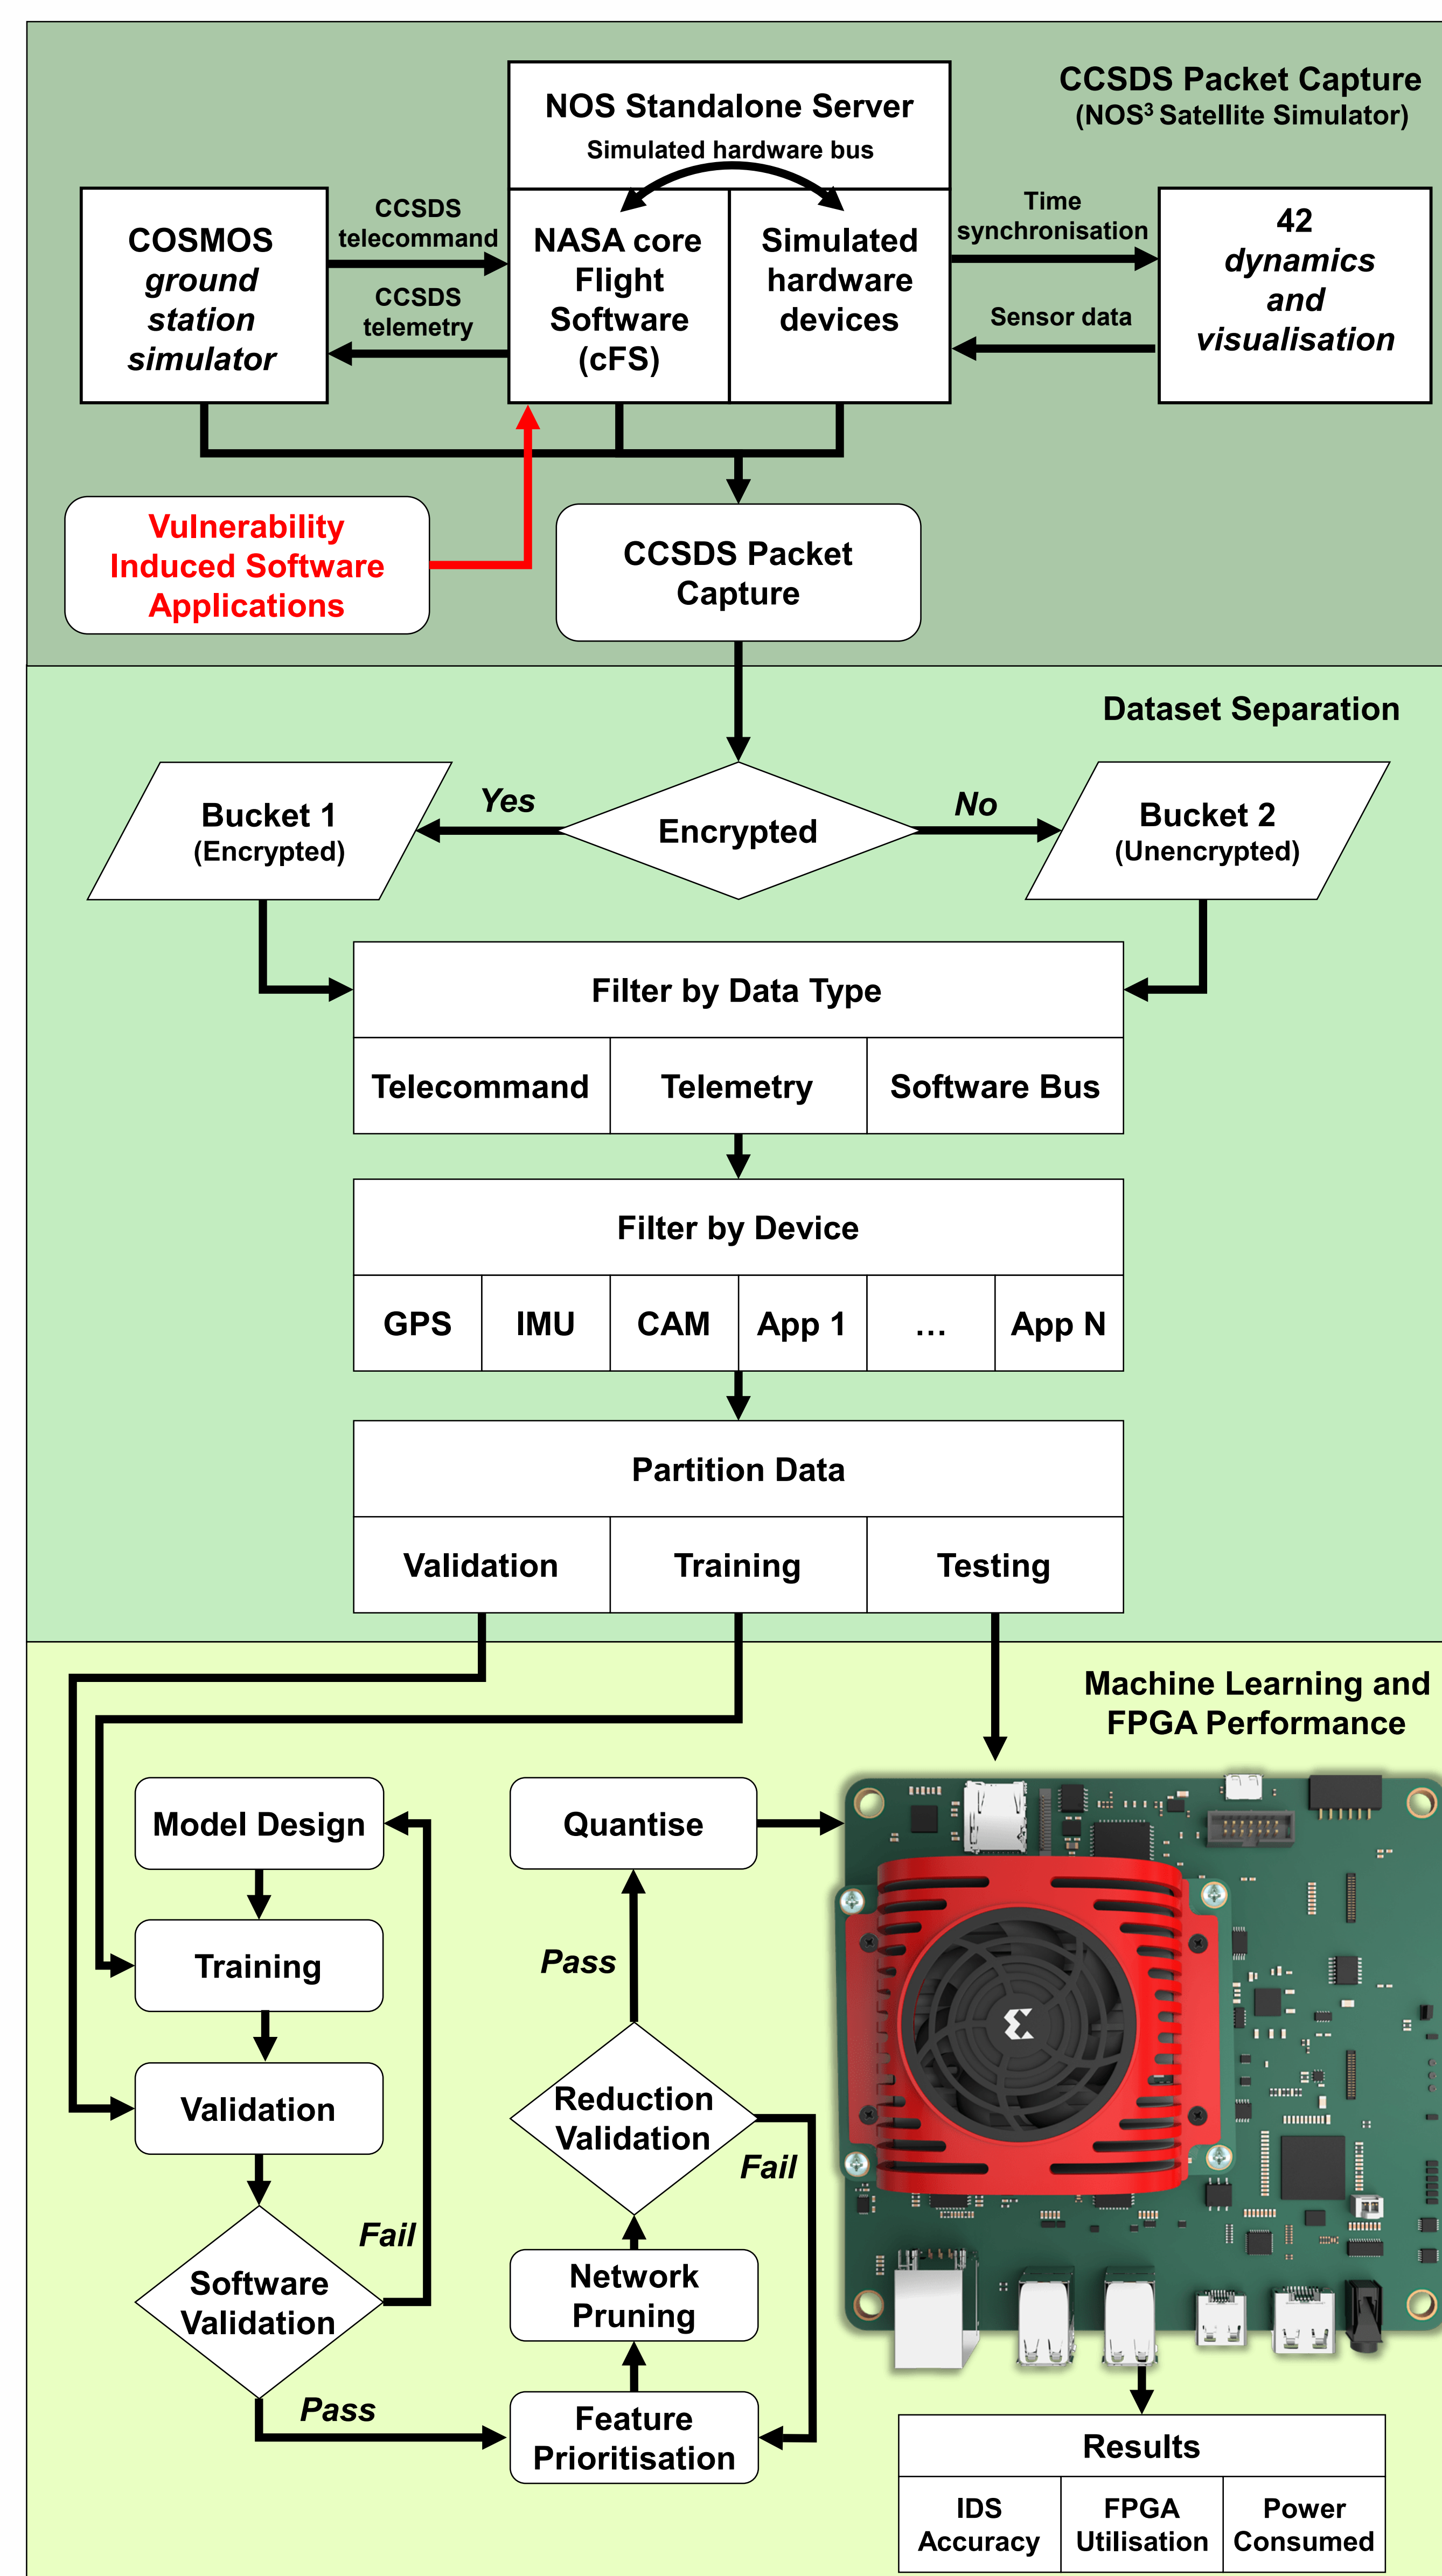 CCSDS Packet Capture
(NOS³ Satellite Simulator)
NOS Standalone Server
Simulated hardware bus
COSMOS
ground
station
simulator
CCSDS
telecommand
CCSDS
telemetry
NASA core
Flight
Software
(cFS)
Simulated
hardware
devices
Time
synchronisation
Sensor data
42
dynamics
and
visualisation
Vulnerability
Induced Software
Applications
CCSDS Packet
Capture
Dataset Separation
Bucket 1
(Encrypted)
Yes
Encrypted
No
Bucket 2
(Unencrypted)
Filter by Data Type
Telecommand
Telemetry
Software Bus
Filter by Device
GPS
IMU
CAM
App 1
...
App N
Partition Data
Validation
Training
Testing
Machine Learning and
FPGA Performance
Model Design
Training
Validation
Software
Validation
Fail
Pass
Quantise
Pass
Reduction
Validation
Fail
Network
Pruning
Feature
Prioritisation
Results
IDS
Accuracy
FPGA
Utilisation
Power
Consumed